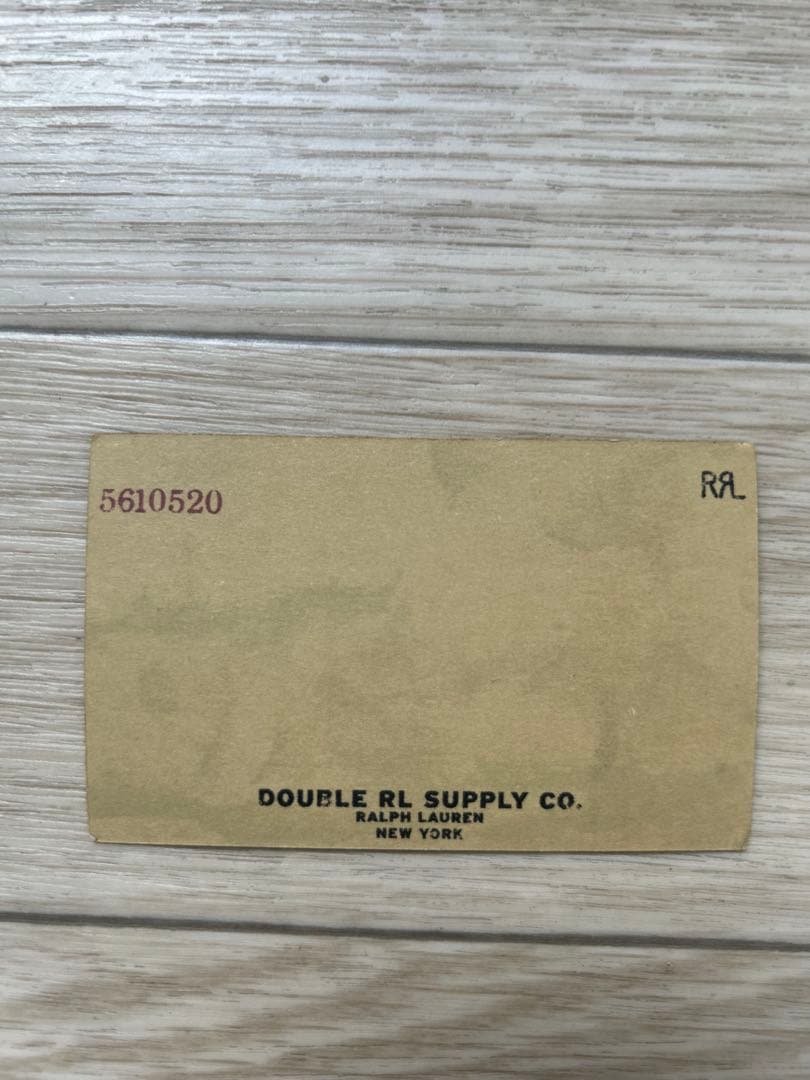 5610520
RRL
DOUBLE RL SUPPLY CO.
RALPH LAUREN
NEW YORK